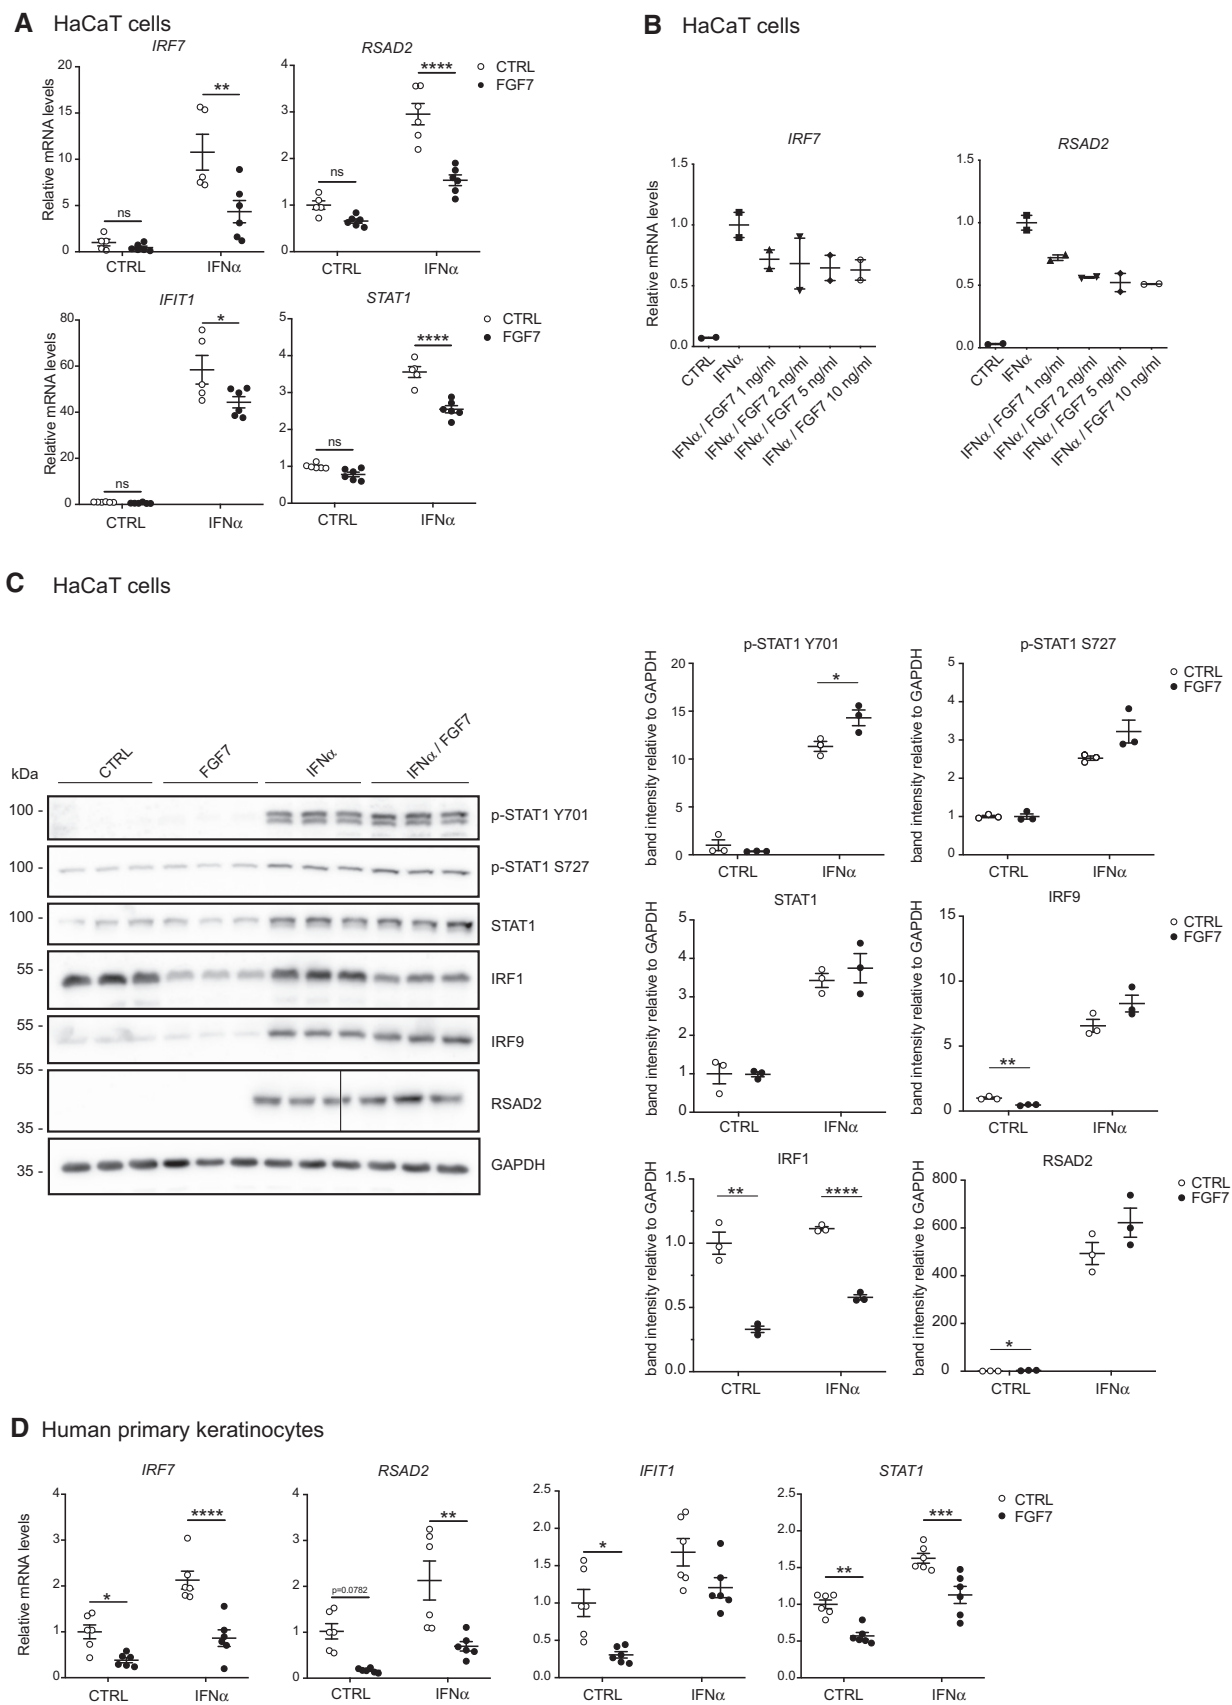 A HaCaT cells
IRF7
RSAD2
CTRL
FGF7
Relative mRNA levels
20
15
10
5
0
ns
**
CTRL
IFNα
4
3
2
1
0
ns
****
CTRL
IFNα
IFIT1
STAT1
CTRL
FGF7
Relative mRNA levels
80
60
40
20
0
ns
*
CTRL
IFNα
5
4
3
2
1
0
ns
****
CTRL
IFNα
B HaCaT cells
IRF7
Relative mRNA levels
1.5
1.0
0.5
0.0
CTRL
IFNα
IFNα / FGF7 1 ng/ml
IFNα / FGF7 2 ng/ml
IFNα / FGF7 5 ng/ml
IFNα / FGF7 10 ng/ml
RSAD2
1.5
1.0
0.5
0.0
CTRL
IFNα
IFNα / FGF7 1 ng/ml
IFNα / FGF7 2 ng/ml
IFNα / FGF7 5 ng/ml
IFNα / FGF7 10 ng/ml
C HaCaT cells
kDa
CTRL
FGF7
IFNα
IFNα / FGF7
100 - p-STAT1 Y701
100 - p-STAT1 S727
100 - STAT1
55 - IRF1
55 - IRF9
55 -
RSAD2
35 -
35 - GAPDH
p-STAT1 Y701
band intensity relative to GAPDH
20
15
10
5
0
*
CTRL
IFNα
p-STAT1 S727
band intensity relative to GAPDH
5
4
3
2
1
0
CTRL
IFNα
CTRL
FGF7
STAT1
band intensity relative to GAPDH
5
4
3
2
1
0
CTRL
IFNα
IRF9
band intensity relative to GAPDH
15
10
5
0
**
CTRL
IFNα
CTRL
FGF7
IRF1
band intensity relative to GAPDH
1.5
1.0
0.5
0.0
**
****
CTRL
IFNα
RSAD2
band intensity relative to GAPDH
800
600
400
200
0
*
CTRL
IFNα
CTRL
FGF7
D Human primary keratinocytes
IRF7
Relative mRNA levels
4
3
2
1
0
*
****
CTRL
IFNα
RSAD2
4
3
2
1
0
p=0.0782
**
CTRL
IFNα
IFIT1
2.5
2.0
1.5
1.0
0.5
0.0
*
CTRL
IFNα
STAT1
2.5
2.0
1.5
1.0
0.5
0.0
**
***
CTRL
IFNα
CTRL
FGF7